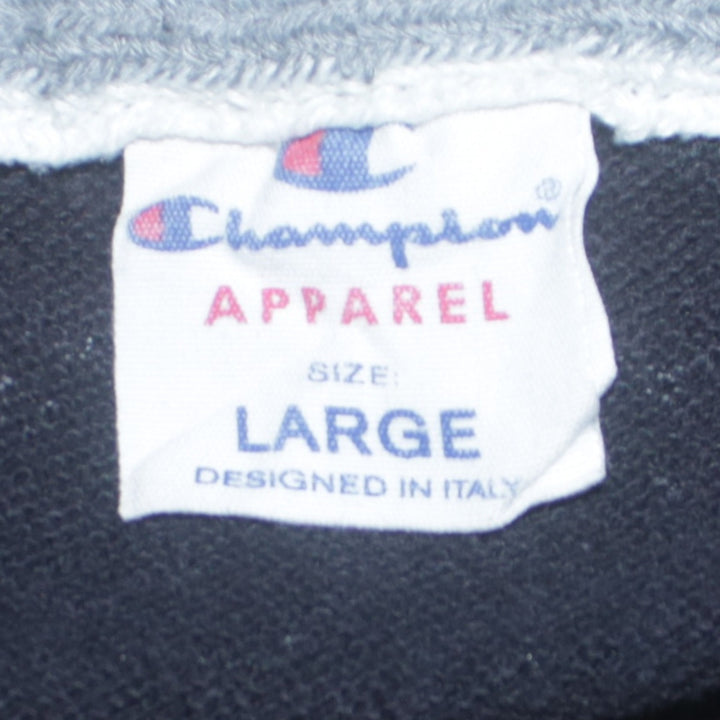 Champion®
APPAREL
SIZE:
LARGE
DESIGNED IN ITALY